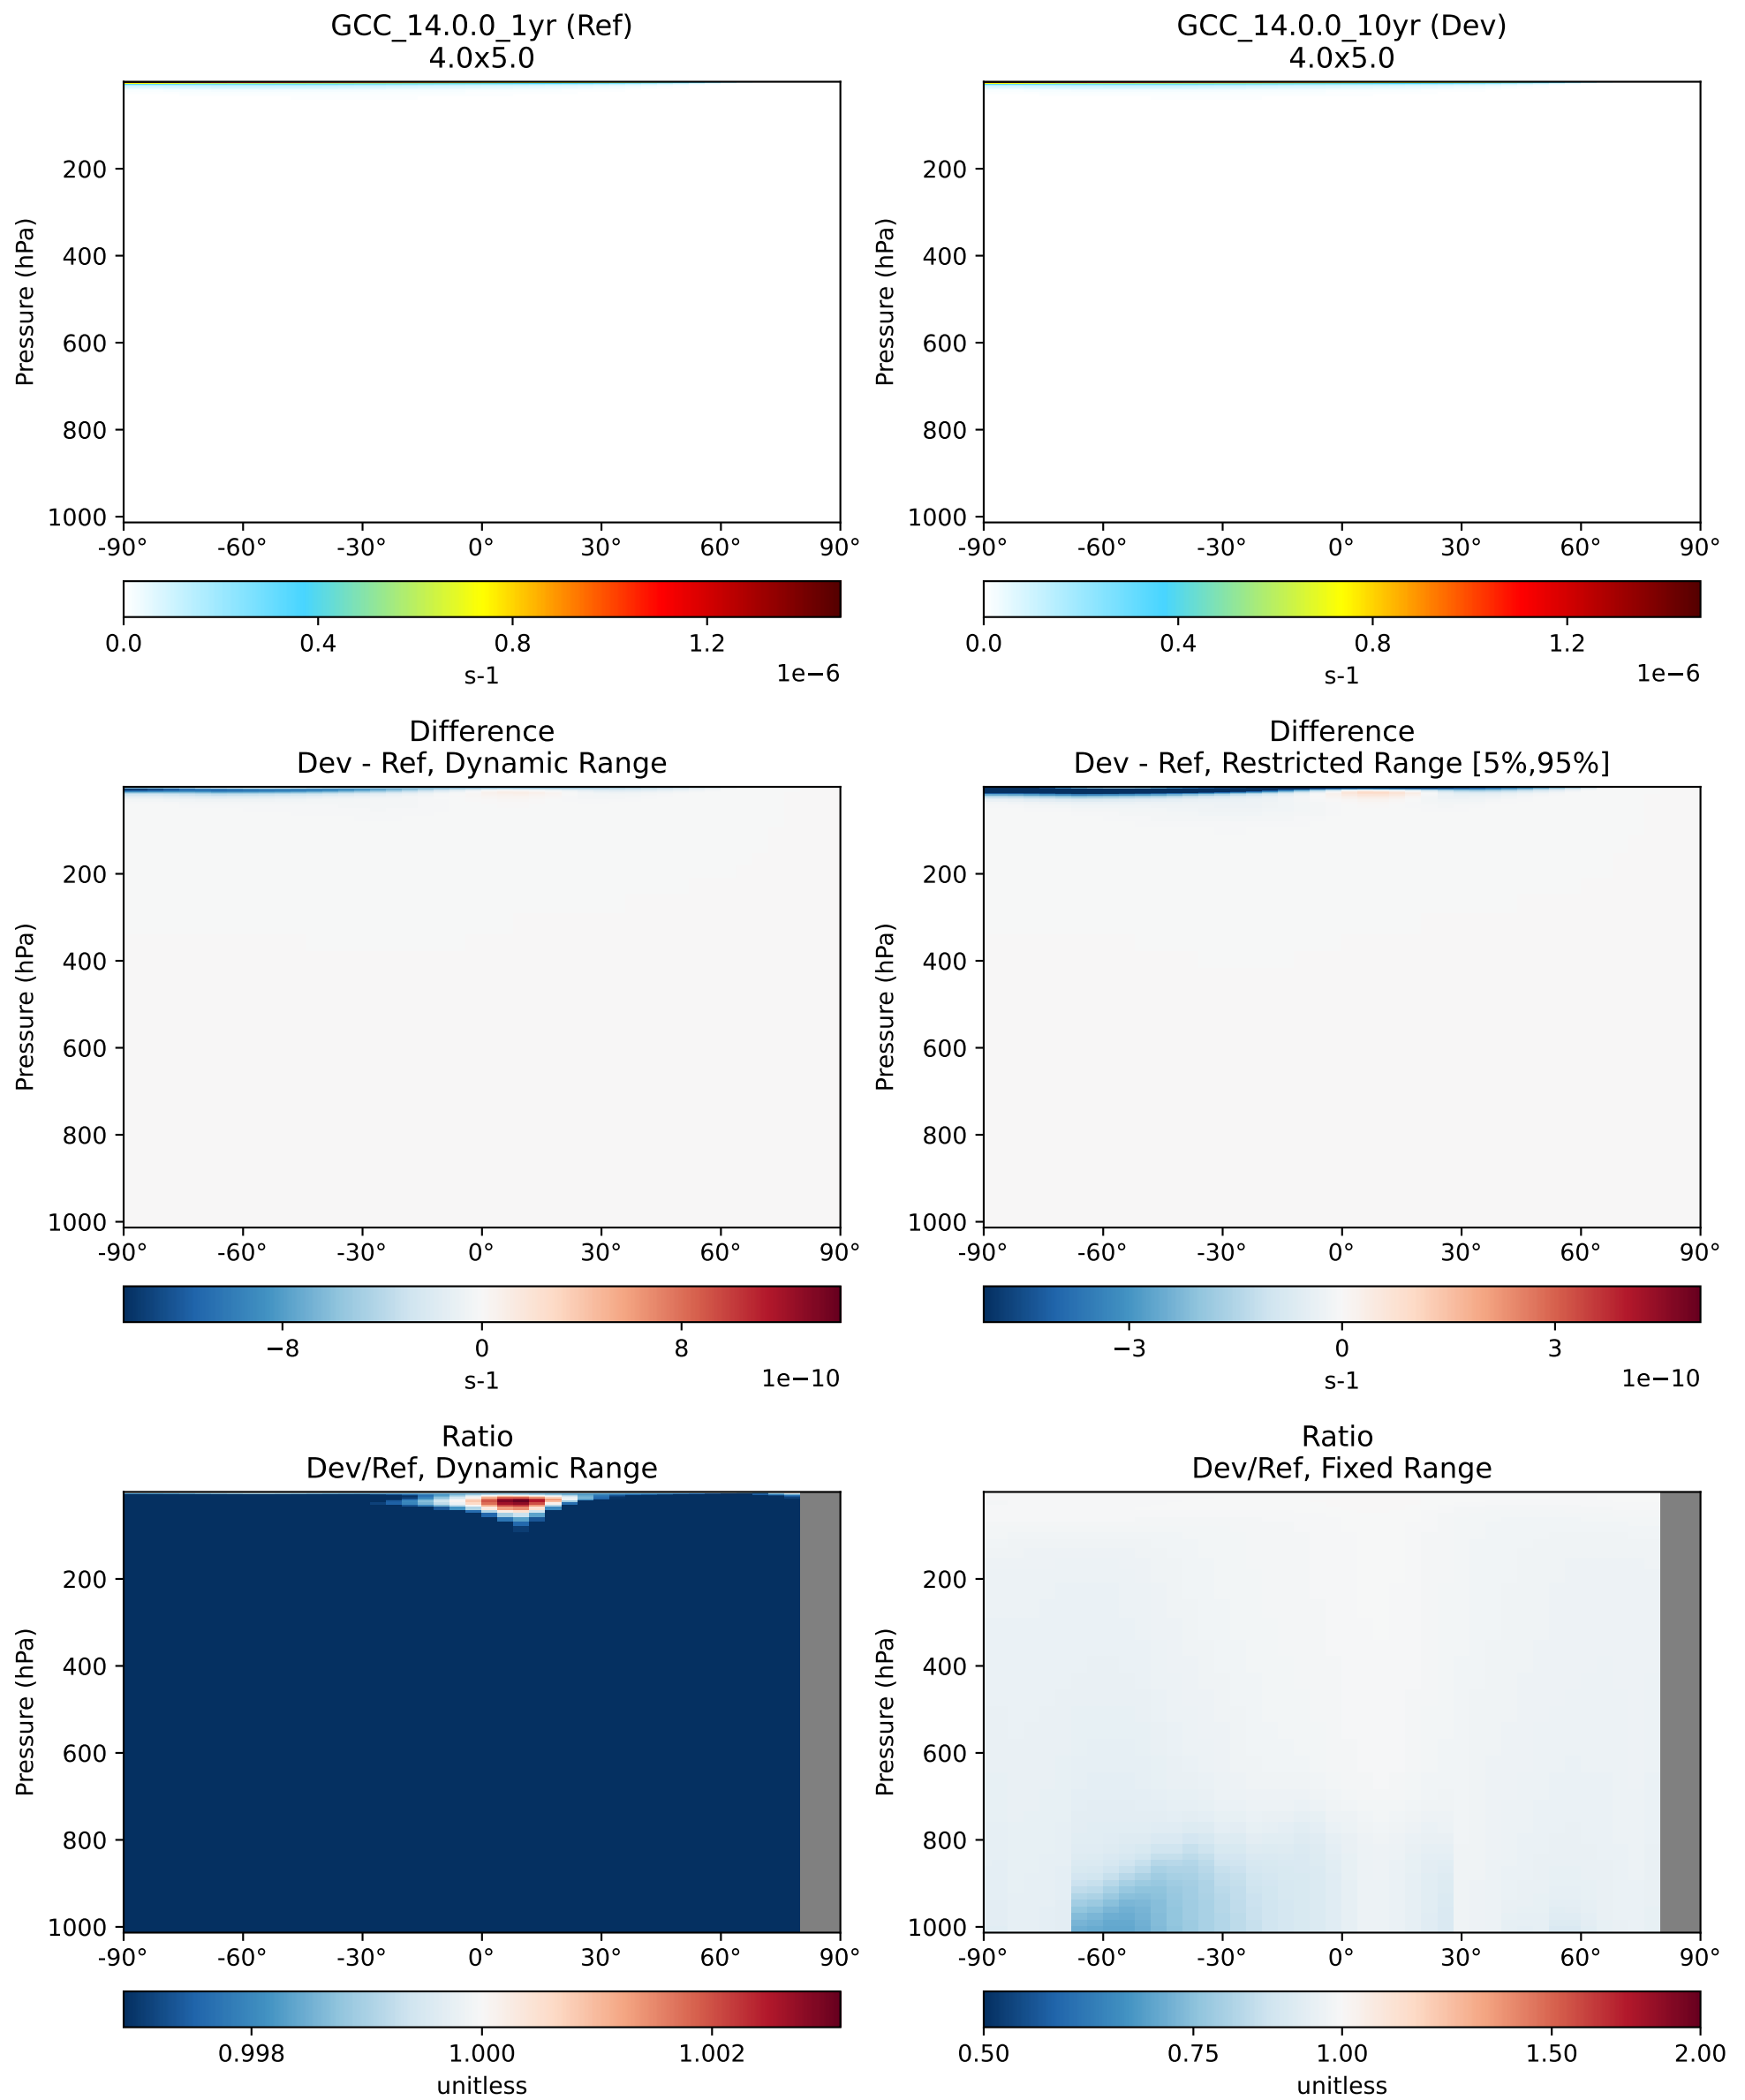 GCC_14.0.0_1yr (Ref)
4.0x5.0
GCC_14.0.0_10yr (Dev)
4.0x5.0
Pressure (hPa)
200
400
600
800
1000
-90° -60° -30° 0° 30° 60° 90°
0.0 0.4 0.8 1.2
s-1
1e−6
Pressure (hPa)
200
400
600
800
1000
-90° -60° -30° 0° 30° 60° 90°
0.0 0.4 0.8 1.2
s-1
1e−6
Difference
Dev - Ref, Dynamic Range
Difference
Dev - Ref, Restricted Range [5%,95%]
Pressure (hPa)
200
400
600
800
1000
-90° -60° -30° 0° 30° 60° 90°
−8 0 8
s-1
1e−10
Pressure (hPa)
200
400
600
800
1000
-90° -60° -30° 0° 30° 60° 90°
−3 0 3
s-1
1e−10
Ratio
Dev/Ref, Dynamic Range
Ratio
Dev/Ref, Fixed Range
Pressure (hPa)
200
400
600
800
1000
-90° -60° -30° 0° 30° 60° 90°
0.998 1.000 1.002
unitless
Pressure (hPa)
200
400
600
800
1000
-90° -60° -30° 0° 30° 60° 90°
0.50 0.75 1.00 1.50 2.00
unitless